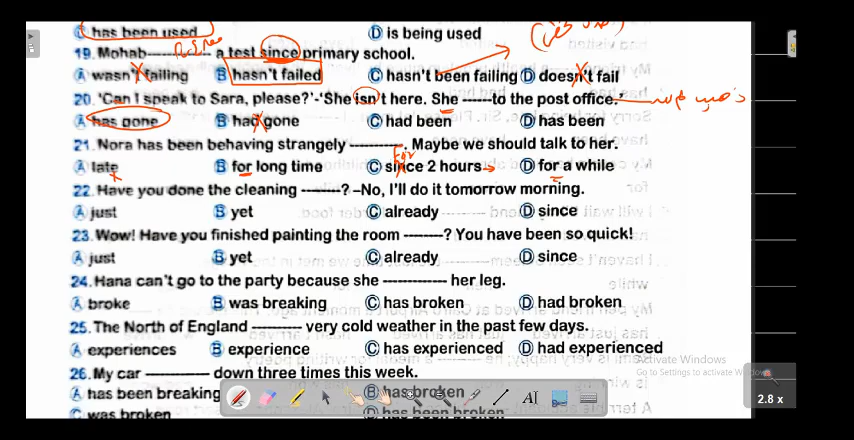 C has been used D is being used
19. Mohab---------- a test since primary school.
A wasn't failing B hasn't failed C hasn't been failing D doesn't fail
20. 'Can I speak to Sara, please?'-'She isn't here. She ------to the post office.
A has gone B had gone C had been D has been
21. Nora has been behaving strangely ----------. Maybe we should talk to her.
for
A late B for long time C since 2 hours D for a while
22. Have you done the cleaning --------? –No, I'll do it tomorrow morning.
A just B yet C already D since
23. Wow! Have you finished painting the room --------? You have been so quick!
A just B yet C already D since
24. Hana can't go to the party because she ------------- her leg.
A broke B was breaking C has broken D had broken
25. The North of England ---------- very cold weather in the past few days.
A experiences B experience C has experienced D had experienced
Activate Windows
Go to Settings to activate Windows.
26. My car ------------- down three times this week.
A has been breaking B has broken
C was broken D had been broken
AI
2.8 x